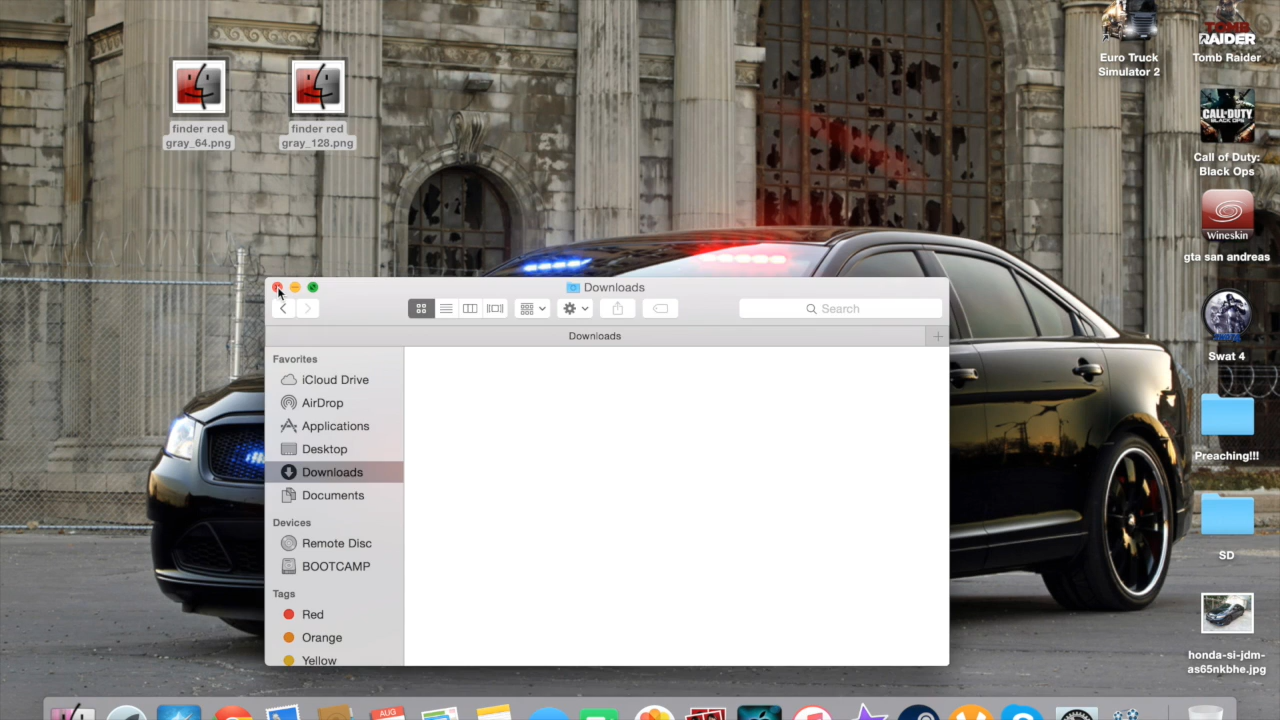 Euro Truck
Simulator 2
TOMB
RAIDER
Tomb Raider
finder red
gray_64.png
finder red
gray_128.png
CALL OF DUTY
BLACK OPS
Call of Duty:
Black Ops
Wineskin
gta san andreas
Swat 4
Preaching!!!
SD
honda-si-jdm-
as65nkbhe.jpg
Downloads
Search
Downloads
Favorites
iCloud Drive
AirDrop
Applications
Desktop
Downloads
Documents
Devices
Remote Disc
BOOTCAMP
Tags
Red
Orange
Yellow
AUG